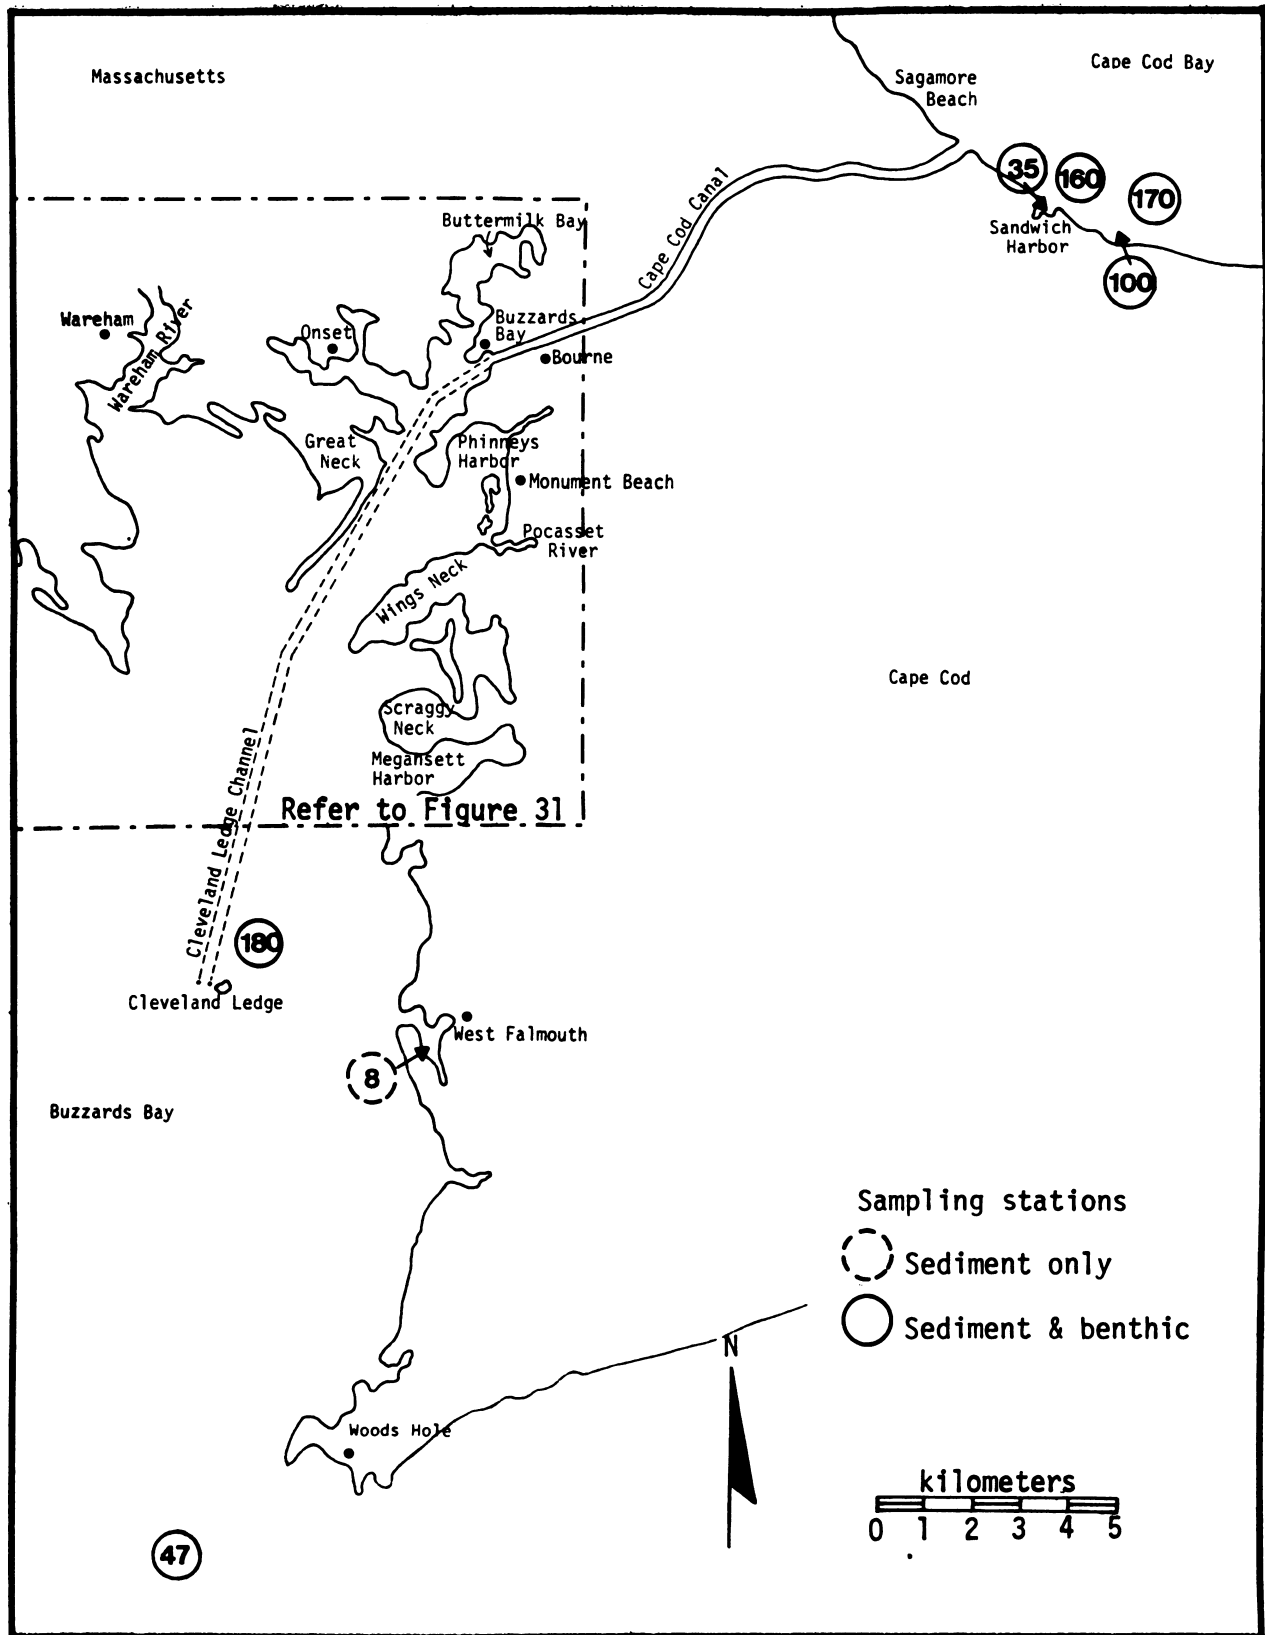 Massachusetts
Cape Cod Bay
Sagamore
Beach
35
160
170
Sandwich
Harbor
100
Cape Cod Canal
Buttermilk Bay
Wareham
Wareham River
Onset
Buzzards
Bay
Bourne
Great
Neck
Phinneys
Harbor
Monument Beach
Pocasset
River
Wings Neck
Cape Cod
Scraggy
Neck
Megansett
Harbor
Refer to Figure 31
Cleveland Ledge Channel
180
Cleveland Ledge
West Falmouth
8
Buzzards Bay
Sampling stations
Sediment only
Sediment & benthic
N
Woods Hole
kilometers
0 1 2 3 4 5
47